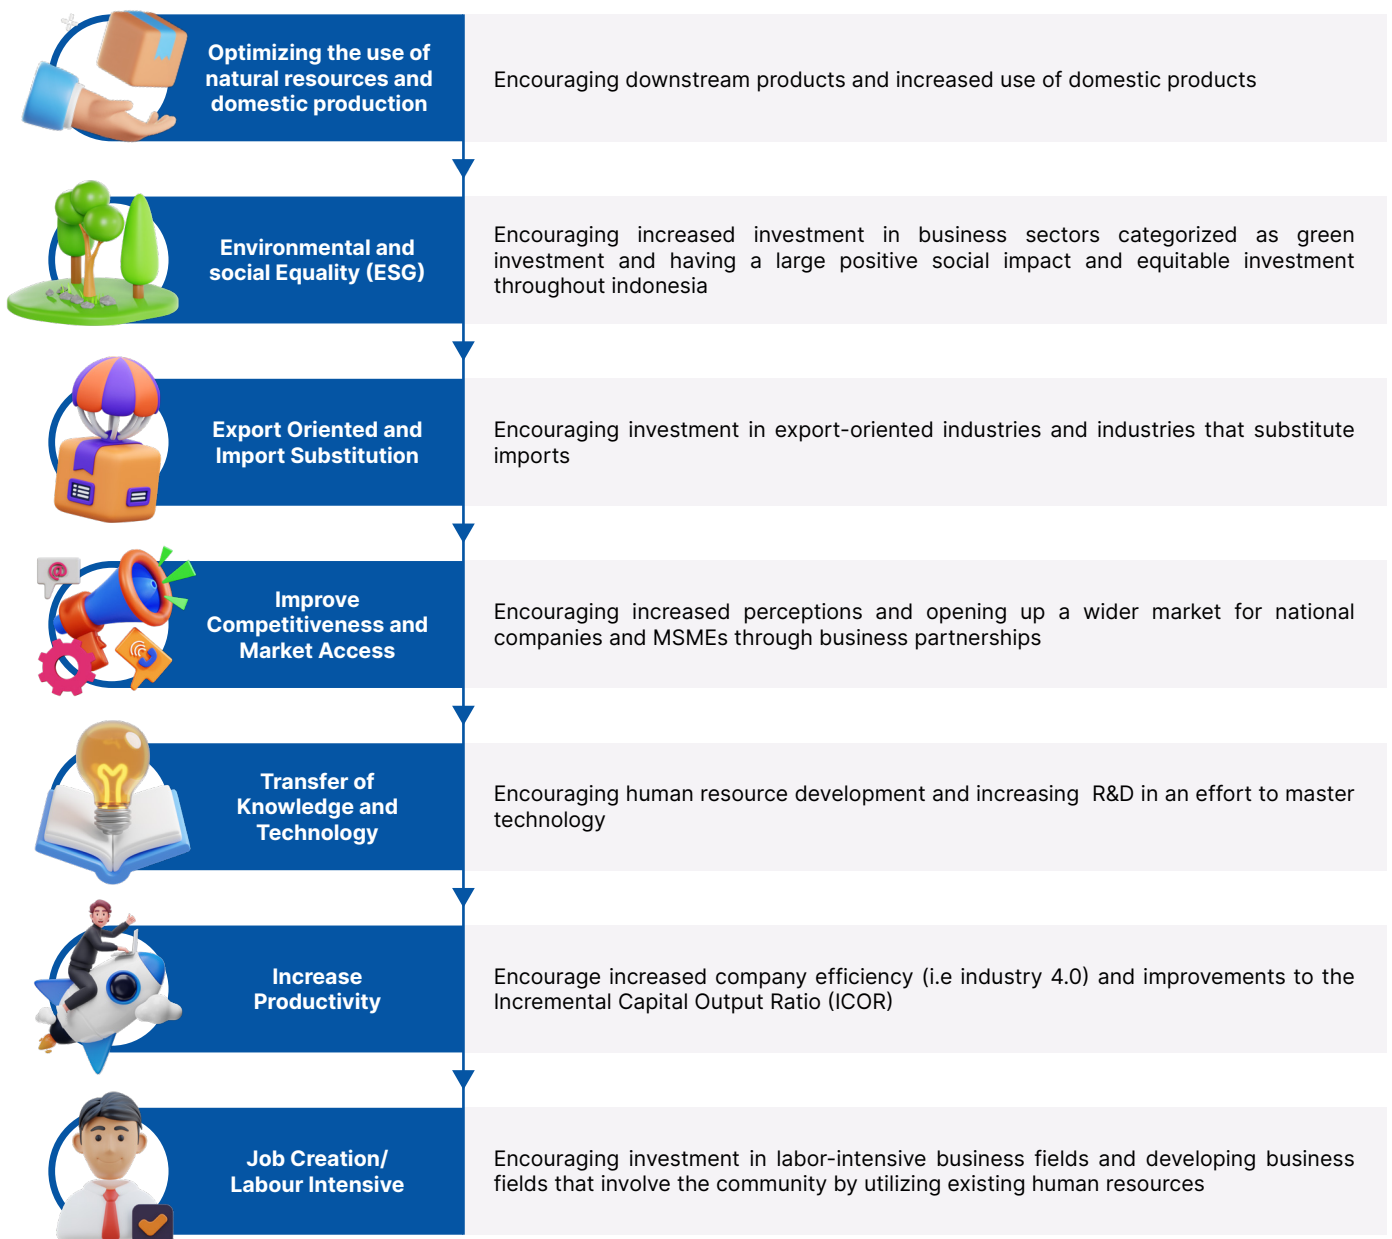 Optimizing the use of
natural resources and
domestic production
Encouraging downstream products and increased use of domestic products
Environmental and
social Equality (ESG)
Encouraging increased investment in business sectors categorized as green
investment and having a large positive social impact and equitable investment
throughout indonesia
Export Oriented and
Import Substitution
Encouraging investment in export-oriented industries and industries that substitute
imports
@
Improve
Competitiveness and
Market Access
Encouraging increased perceptions and opening up a wider market for national
companies and MSMEs through business partnerships
Transfer of
Knowledge and
Technology
Encouraging human resource development and increasing  R&D in an effort to master
technology
Increase
Productivity
Encourage increased company efficiency (i.e industry 4.0) and improvements to the
Incremental Capital Output Ratio (ICOR)
Job Creation/
Labour Intensive
Encouraging investment in labor-intensive business fields and developing business
fields that involve the community by utilizing existing human resources